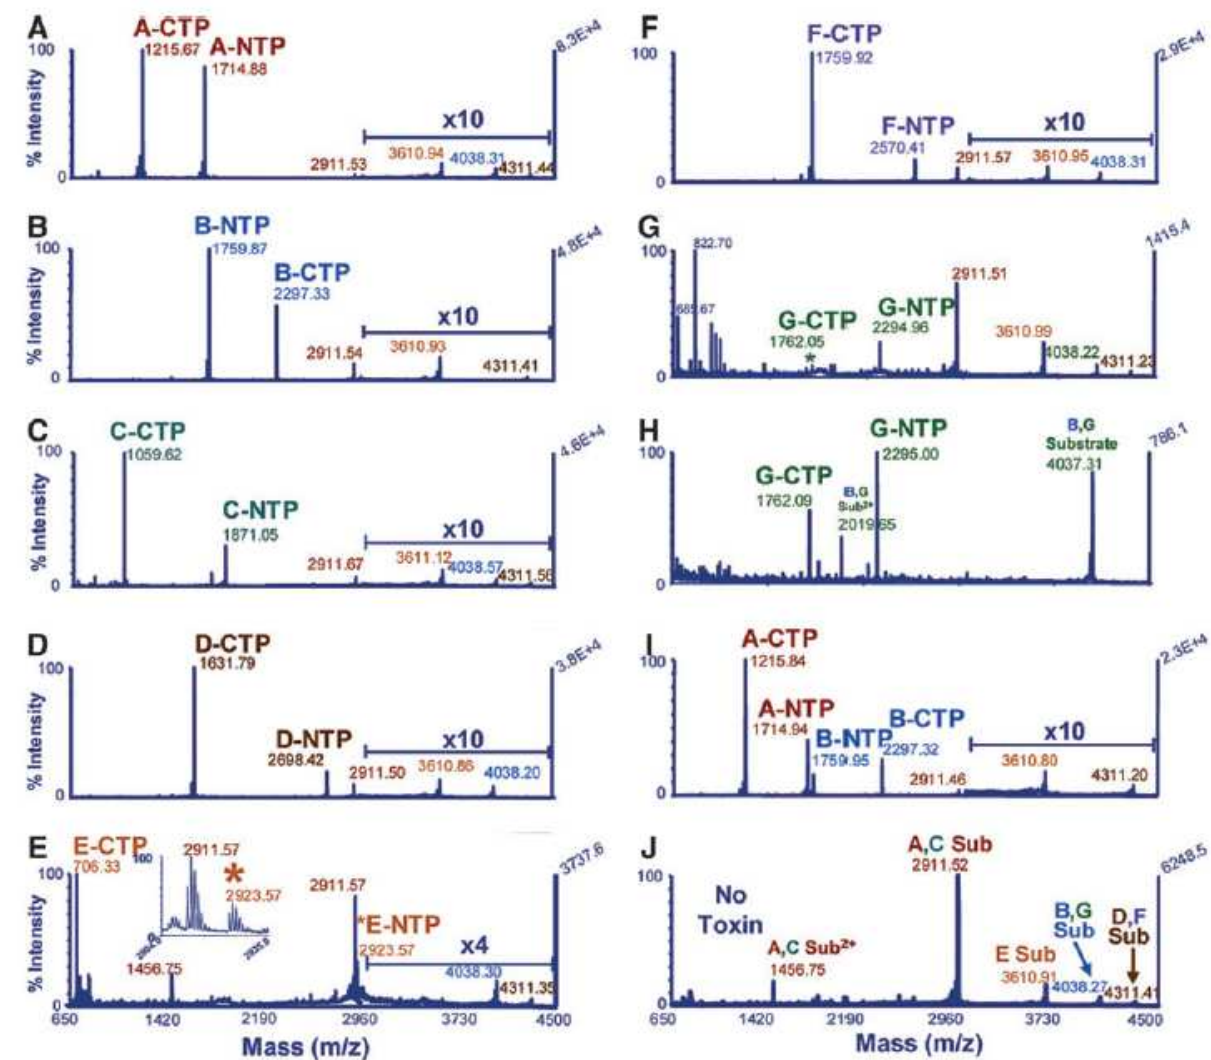 A
A-CTP
1215.67
A-NTP
1714.88
100
% Intensity
0
x10
2911.53
3610.94
4038.31
4311.44
8.3E+4
B
B-NTP
1759.87
B-CTP
2297.33
100
% Intensity
0
x10
2911.54
3610.93
4311.41
4.8E+4
C
C-CTP
1059.62
C-NTP
1871.05
100
% Intensity
0
x10
2911.67
3611.12
4038.57
4311.56
4.6E+4
D
D-CTP
1631.79
D-NTP
2698.42
100
% Intensity
0
x10
2911.50
3610.86
4038.20
3.8E+4
E
E-CTP
706.33
100
2911.57
*
2923.57
0
2911.57
*E-NTP
2923.57
1456.75
100
% Intensity
0
x4
4038.30
4311.35
3737.6
650
1420
2190
2960
3730
4500
Mass (m/z)
F
F-CTP
1759.92
F-NTP
2570.41
100
0
x10
2911.57
3610.95
4038.31
2.9E+4
G
822.70
100
0
G-CTP
1762.05
*
G-NTP
2294.96
2911.51
3610.99
4038.22
4311.23
1415.4
H
G-NTP
2295.00
G-CTP
1762.09
B,G
Sub2+
2019.65
B,G
Substrate
4037.31
100
0
786.1
I
A-CTP
1215.84
A-NTP
1714.94
B-NTP
1759.95
B-CTP
2297.32
100
0
x10
2911.46
3610.80
4311.20
2.3E+4
J
A,C Sub
2911.52
No
Toxin
A,C Sub2+
1456.75
E Sub
3610.91
B,G
Sub
4038.27
D,F
Sub
4311.41
100
0
6248.5
650
1420
2190
2960
3730
4500
Mass (m/z)